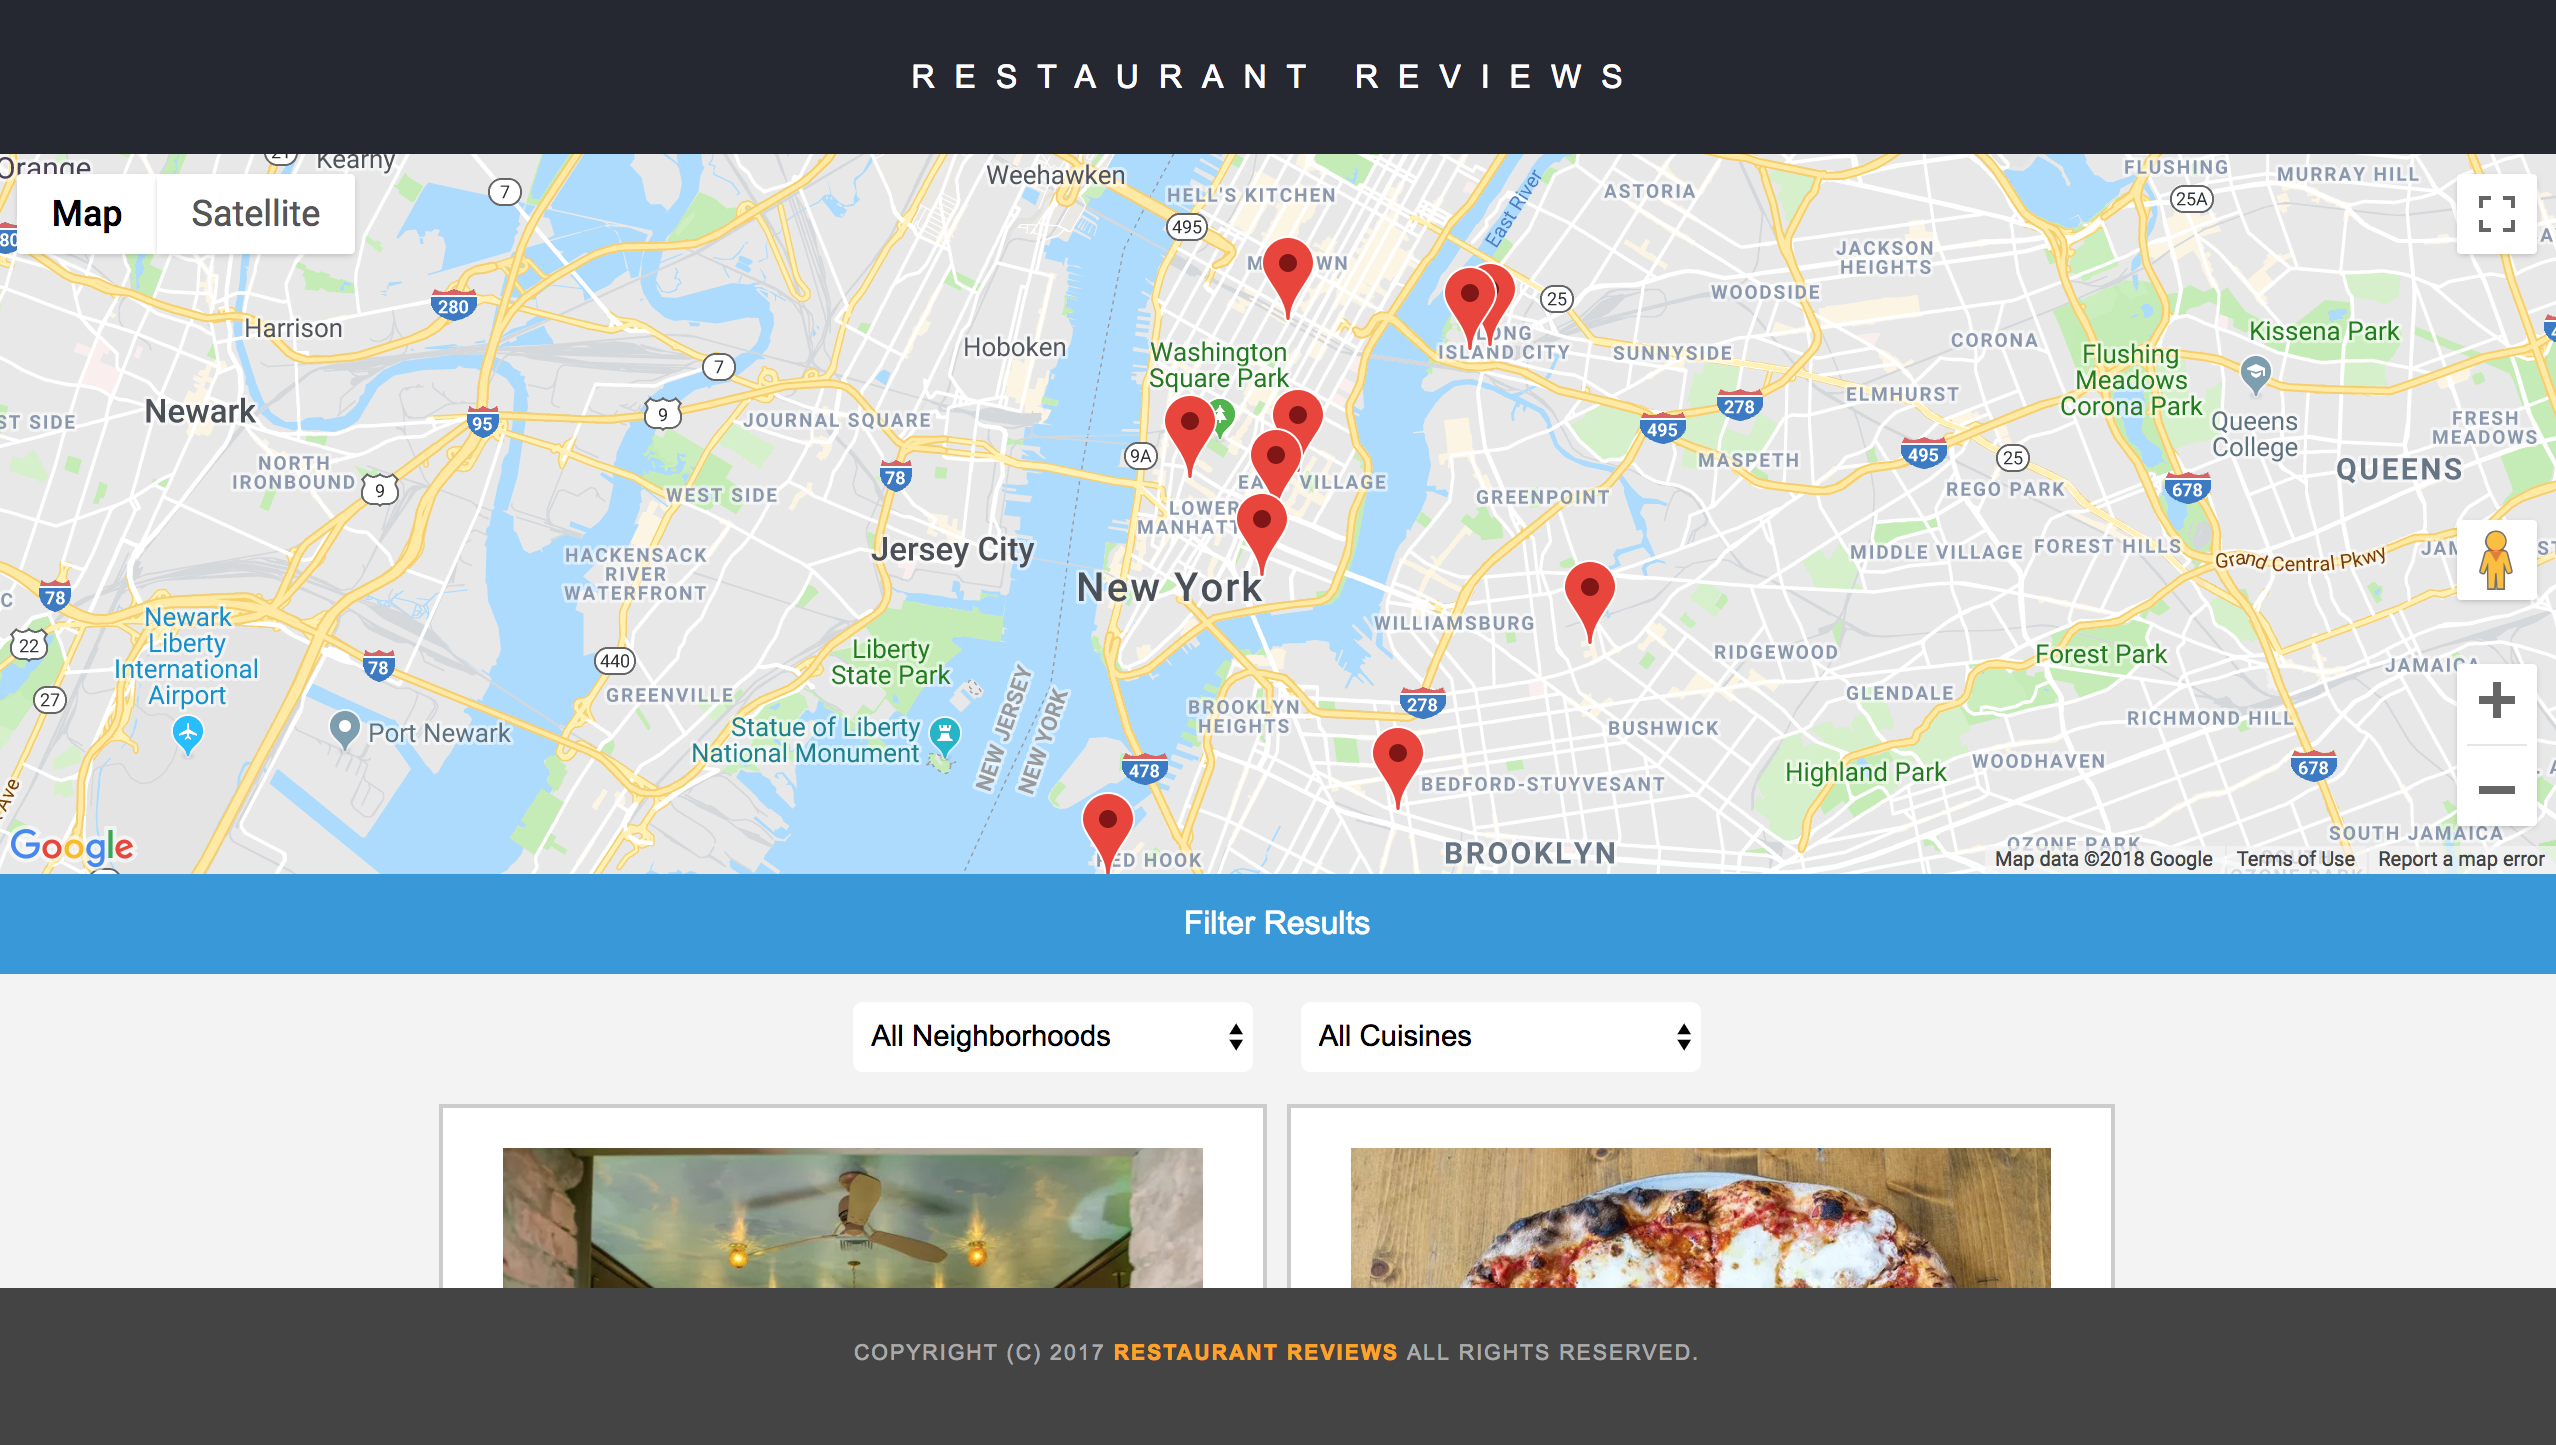 RESTAURANT REVIEWS
Orange
21
Kearny
Weehawken
HELL'S KITCHEN
East River
ASTORIA
FLUSHING
MURRAY HILL
7
25A
495
Map
Satellite
80
JACKSON
HEIGHTS
280
Harrison
WOODSIDE
25
Hoboken
Washington
Square Park
LONG
ISLAND CITY
SUNNYSIDE
CORONA
Flushing
Meadows
Corona Park
Kissena Park
7
Newark
9
95
JOURNAL SQUARE
278
ELMHURST
Queens
College
FRESH
MEADOWS
ST SIDE
495
NORTH
IRONBOUND
9
78
9A
MASPETH
495
25
QUEENS
WEST SIDE
VILLAGE
GREENPOINT
REGO PARK
678
LOWER
Jersey City
HACKENSACK
RIVER
WATERFRONT
MIDDLE VILLAGE
FOREST HILLS
Grand Central Pkwy
78
New York
Newark
Liberty
International
Airport
22
WILLIAMSBURG
Liberty
State Park
RIDGEWOOD
Forest Park
78
440
27
GREENVILLE
NEW JERSEY
NEW YORK
BROOKLYN
HEIGHTS
278
GLENDALE
JAMAICA
Port Newark
Statue of Liberty
National Monument
BUSHWICK
RICHMOND HILL
478
BEDFORD-STUYVESANT
Highland Park
WOODHAVEN
678
Ave
Google
HOOK
BROOKLYN
OZONE PARK
SOUTH JAMAICA
Map data ©2018 Google
Terms of Use
Report a map error
Filter Results
All Neighborhoods
All Cuisines
COPYRIGHT (C) 2017 RESTAURANT REVIEWS ALL RIGHTS RESERVED.